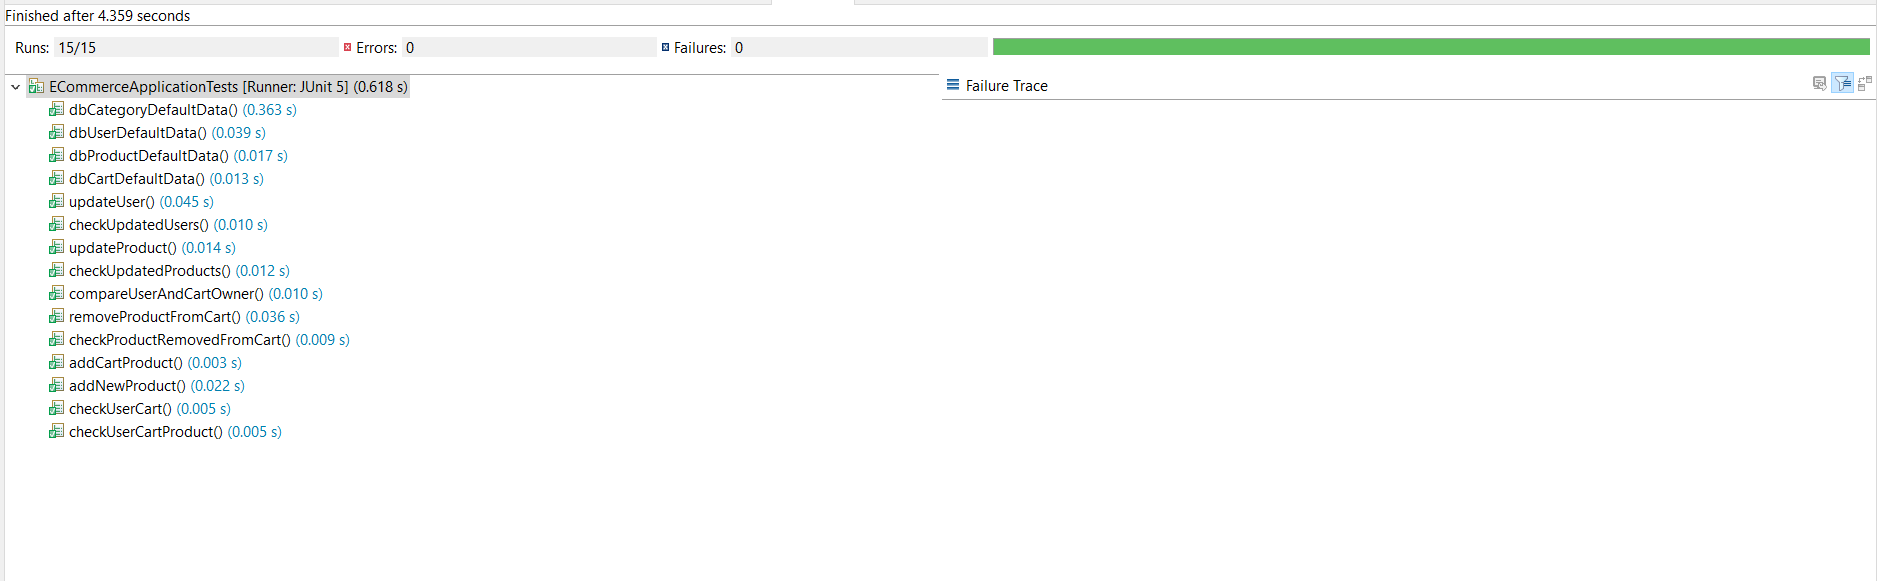 Finished after 4.359 seconds
Runs: 15/15 Errors: 0 Failures: 0
ECommerceApplicationTests [Runner: JUnit 5] (0.618 s)
Failure Trace
dbCategoryDefaultData() (0.363 s)
dbUserDefaultData() (0.039 s)
dbProductDefaultData() (0.017 s)
dbCartDefaultData() (0.013 s)
updateUser() (0.045 s)
checkUpdatedUsers() (0.010 s)
updateProduct() (0.014 s)
checkUpdatedProducts() (0.012 s)
compareUserAndCartOwner() (0.010 s)
removeProductFromCart() (0.036 s)
checkProductRemovedFromCart() (0.009 s)
addCartProduct() (0.003 s)
addNewProduct() (0.022 s)
checkUserCart() (0.005 s)
checkUserCartProduct() (0.005 s)